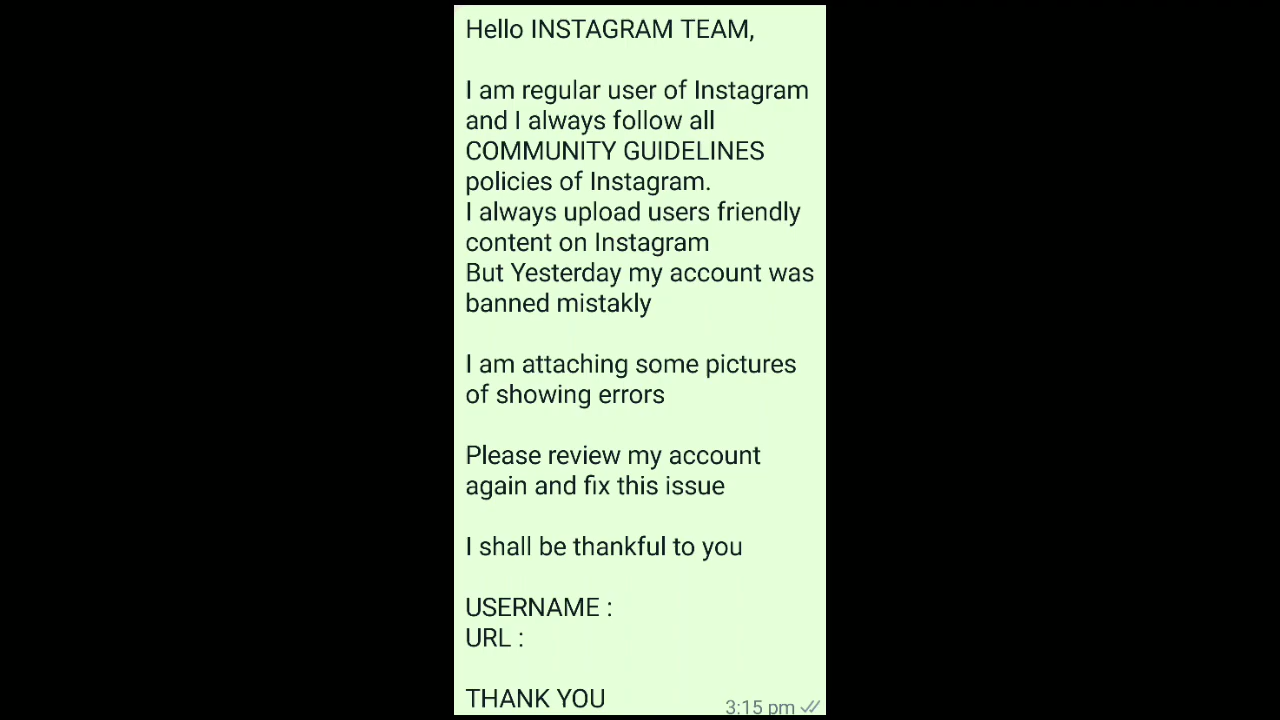 Hello INSTAGRAM TEAM,
I am regular user of Instagram
and I always follow all
COMMUNITY GUIDELINES
policies of Instagram.
I always upload users friendly
content on Instagram
But Yesterday my account was
banned mistakly
I am attaching some pictures
of showing errors
Please review my account
again and fix this issue
I shall be thankful to you
USERNAME :
URL :
THANK YOU
3:15 pm